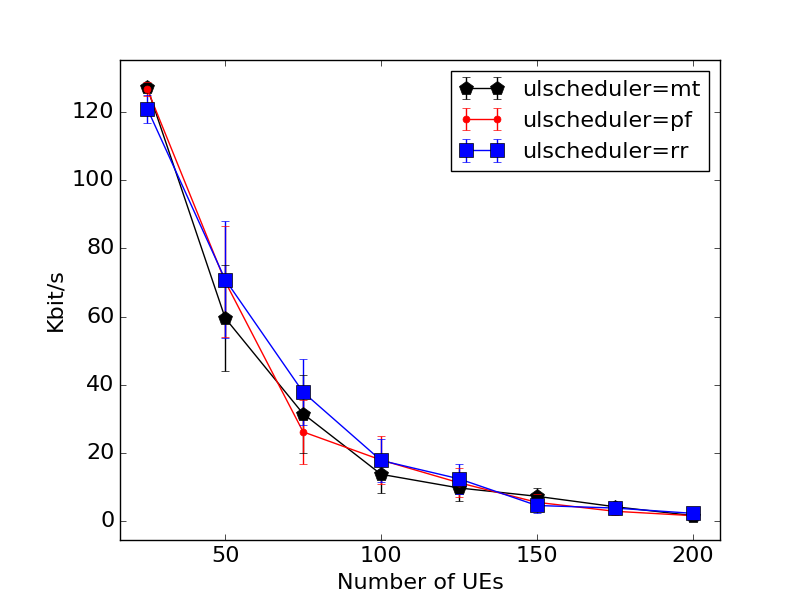 ulscheduler=mt
ulscheduler=pf
ulscheduler=rr
120
100
80
60
40
20
0
Kbit/s
50 100 150 200
Number of UEs